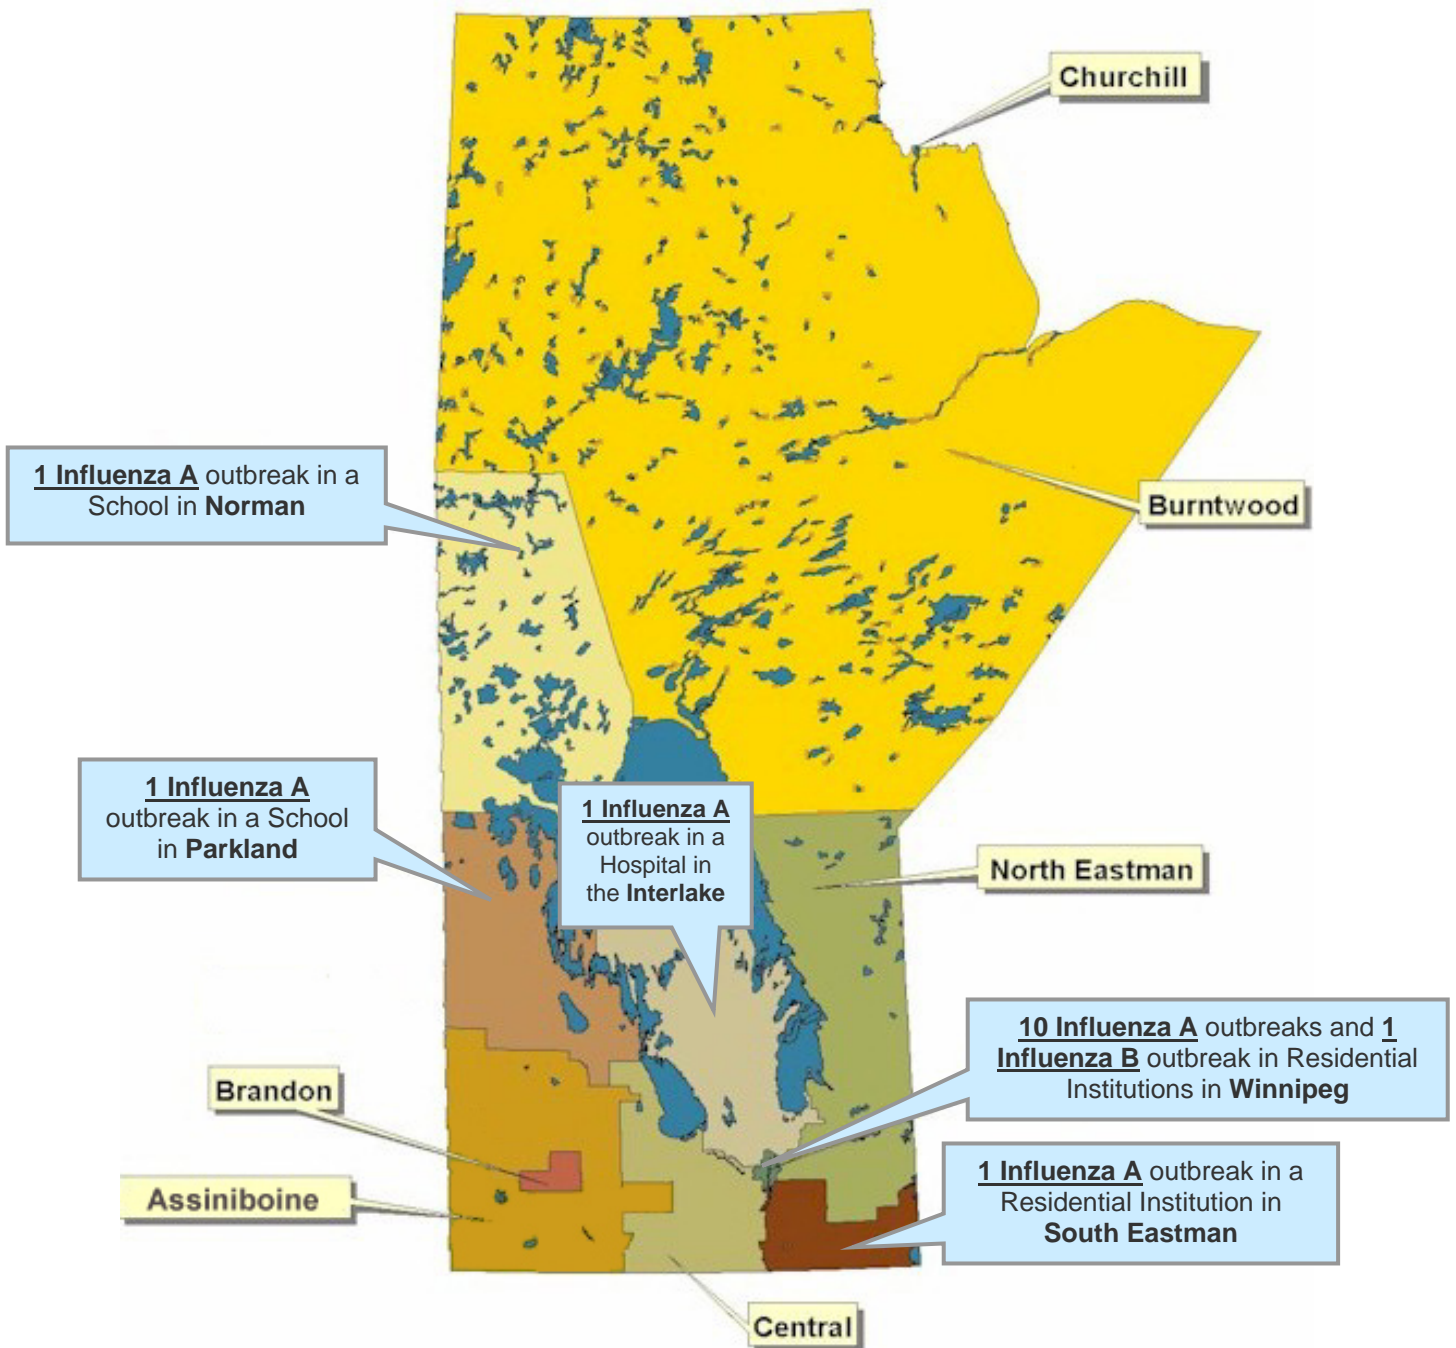 Churchill
1 Influenza A outbreak in a
School in Norman
Burntwood
1 Influenza A
outbreak in a School
in Parkland
1 Influenza A
outbreak in a
Hospital in
the Interlake
North Eastman
10 Influenza A outbreaks and 1
Influenza B outbreak in Residential
Institutions in Winnipeg
Brandon
Assiniboine
1 Influenza A outbreak in a
Residential Institution in
South Eastman
Central